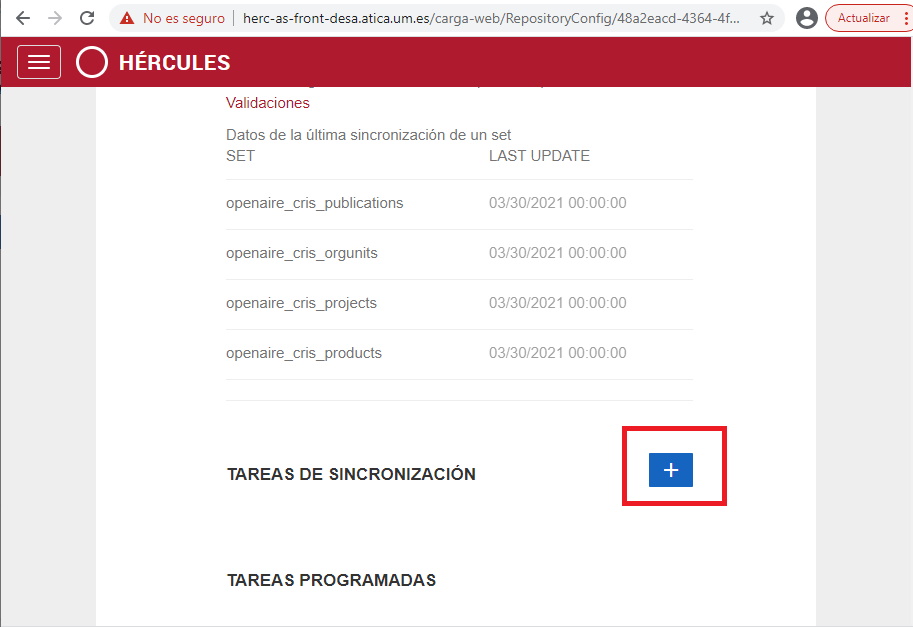 No es seguro
herc-as-front-desa.atica.um.es/carga-web/RepositoryConfig/48a2eacd-4364-4f...
Actualizar
HÉRCULES
Validaciones
Datos de la última sincronización de un set
SET LAST UPDATE
openaire_cris_publications 03/30/2021 00:00:00
openaire_cris_orgunits 03/30/2021 00:00:00
openaire_cris_projects 03/30/2021 00:00:00
openaire_cris_products 03/30/2021 00:00:00
TAREAS DE SINCRONIZACIÓN +
TAREAS PROGRAMADAS